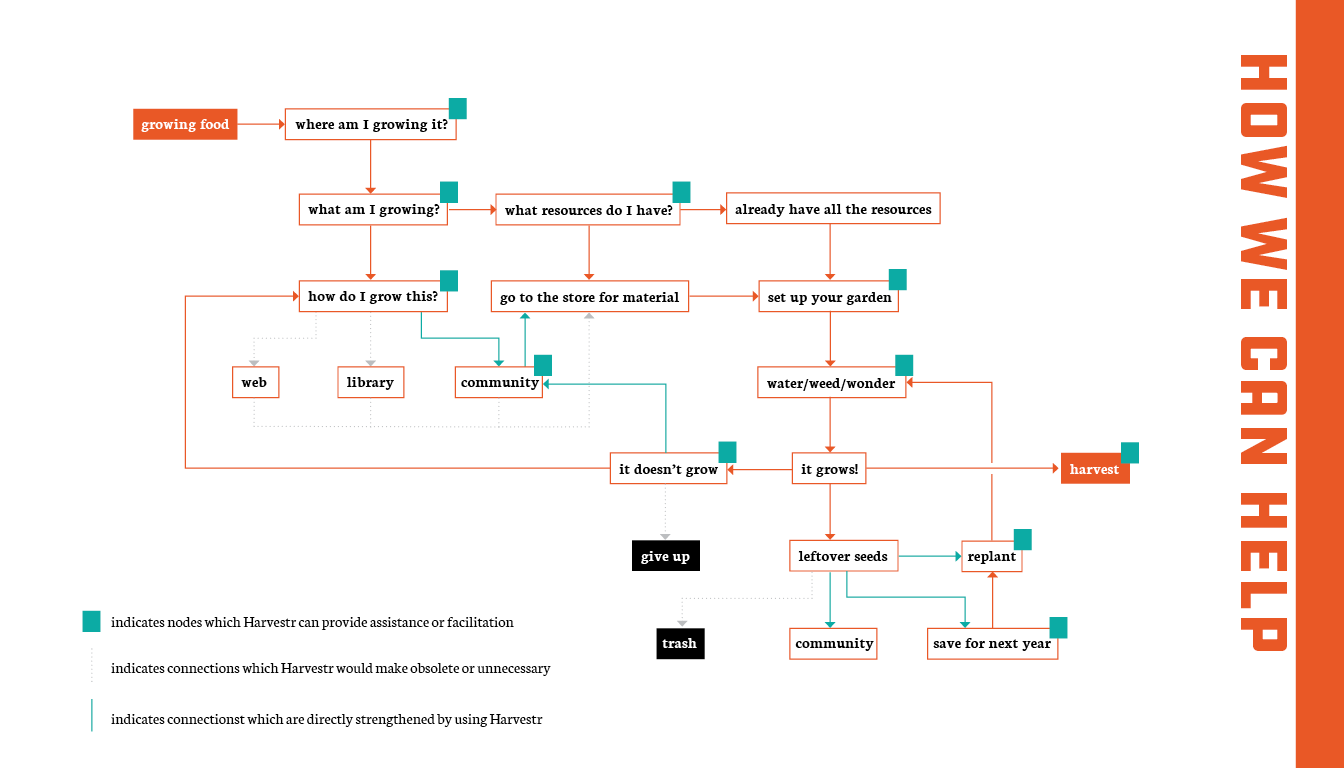 growing food
where am I growing it?
what am I growing?
what resources do I have?
already have all the resources
how do I grow this?
go to the store for material
set up your garden
web
library
community
water/weed/wonder
it doesn't grow
it grows!
harvest
give up
leftover seeds
replant
trash
community
save for next year
indicates nodes which Harvestr can provide assistance or facilitation
indicates connections which Harvestr would make obsolete or unnecessary
indicates connectionst which are directly strengthened by using Harvestr
HOW WE CAN HELP